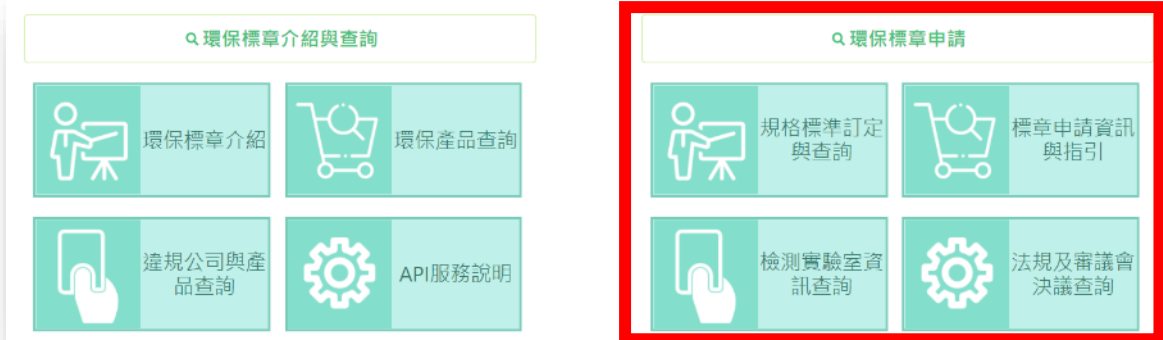 環保標章介紹與查詢
環保標章介紹
環保產品查詢
違規公司與產
品查詢
API服務說明
環保標章申請
規格標準訂定
與查詢
標章申請資訊
與指引
檢測實驗室資
訊查詢
法規及審議會
決議查詢